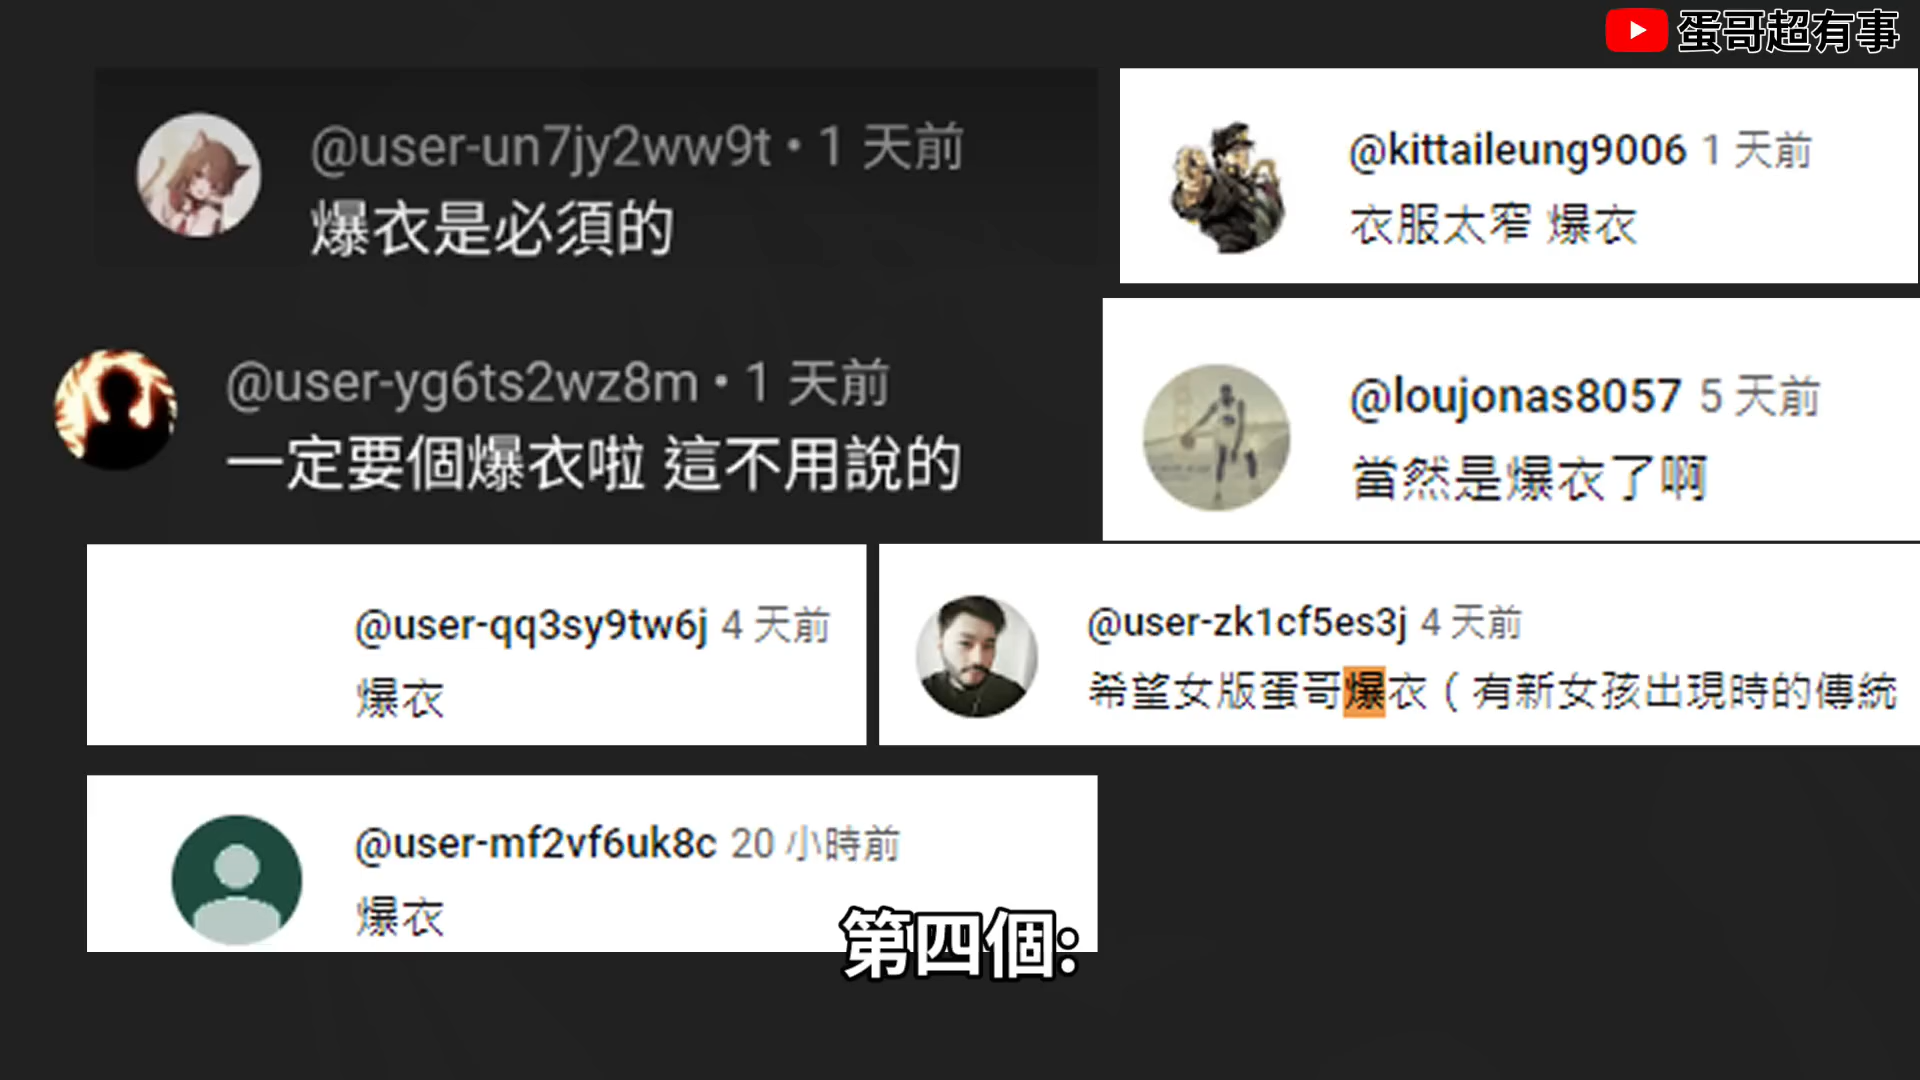 蛋哥超有事
@user-un7jy2ww9t • 1 天前
爆衣是必須的
@kittaileung9006 1 天前
衣服太窄 爆衣
@user-yg6ts2wz8m • 1 天前
一定要個爆衣啦 這不用說的
@loujonas8057 5 天前
當然是爆衣了啊
@user-qq3sy9tw6j 4 天前
爆衣
@user-zk1cf5es3j 4 天前
希望女版蛋哥爆衣（有新女孩出現時的傳統
@user-mf2vf6uk8c 20 小時前
爆衣
第四個: